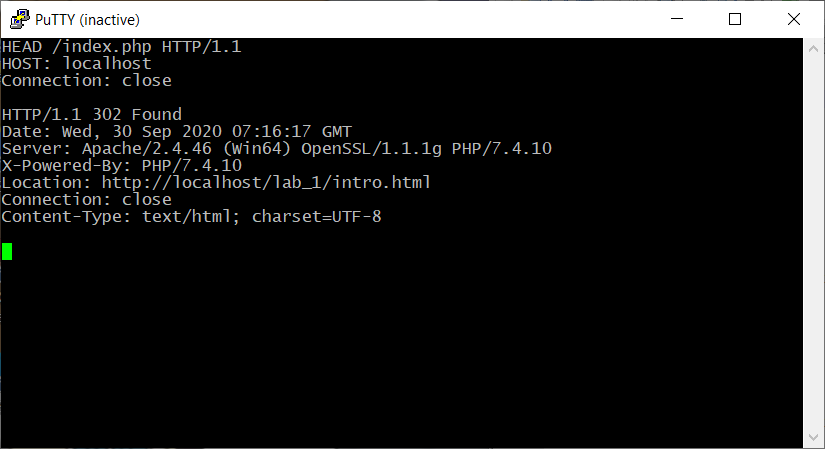 PuTTY (inactive)
HEAD /index.php HTTP/1.1
HOST: localhost
Connection: close
HTTP/1.1 302 Found
Date: Wed, 30 Sep 2020 07:16:17 GMT
Server: Apache/2.4.46 (Win64) OpenSSL/1.1.1g PHP/7.4.10
X-Powered-By: PHP/7.4.10
Location: http://localhost/lab_1/intro.html
Connection: close
Content-Type: text/html; charset=UTF-8